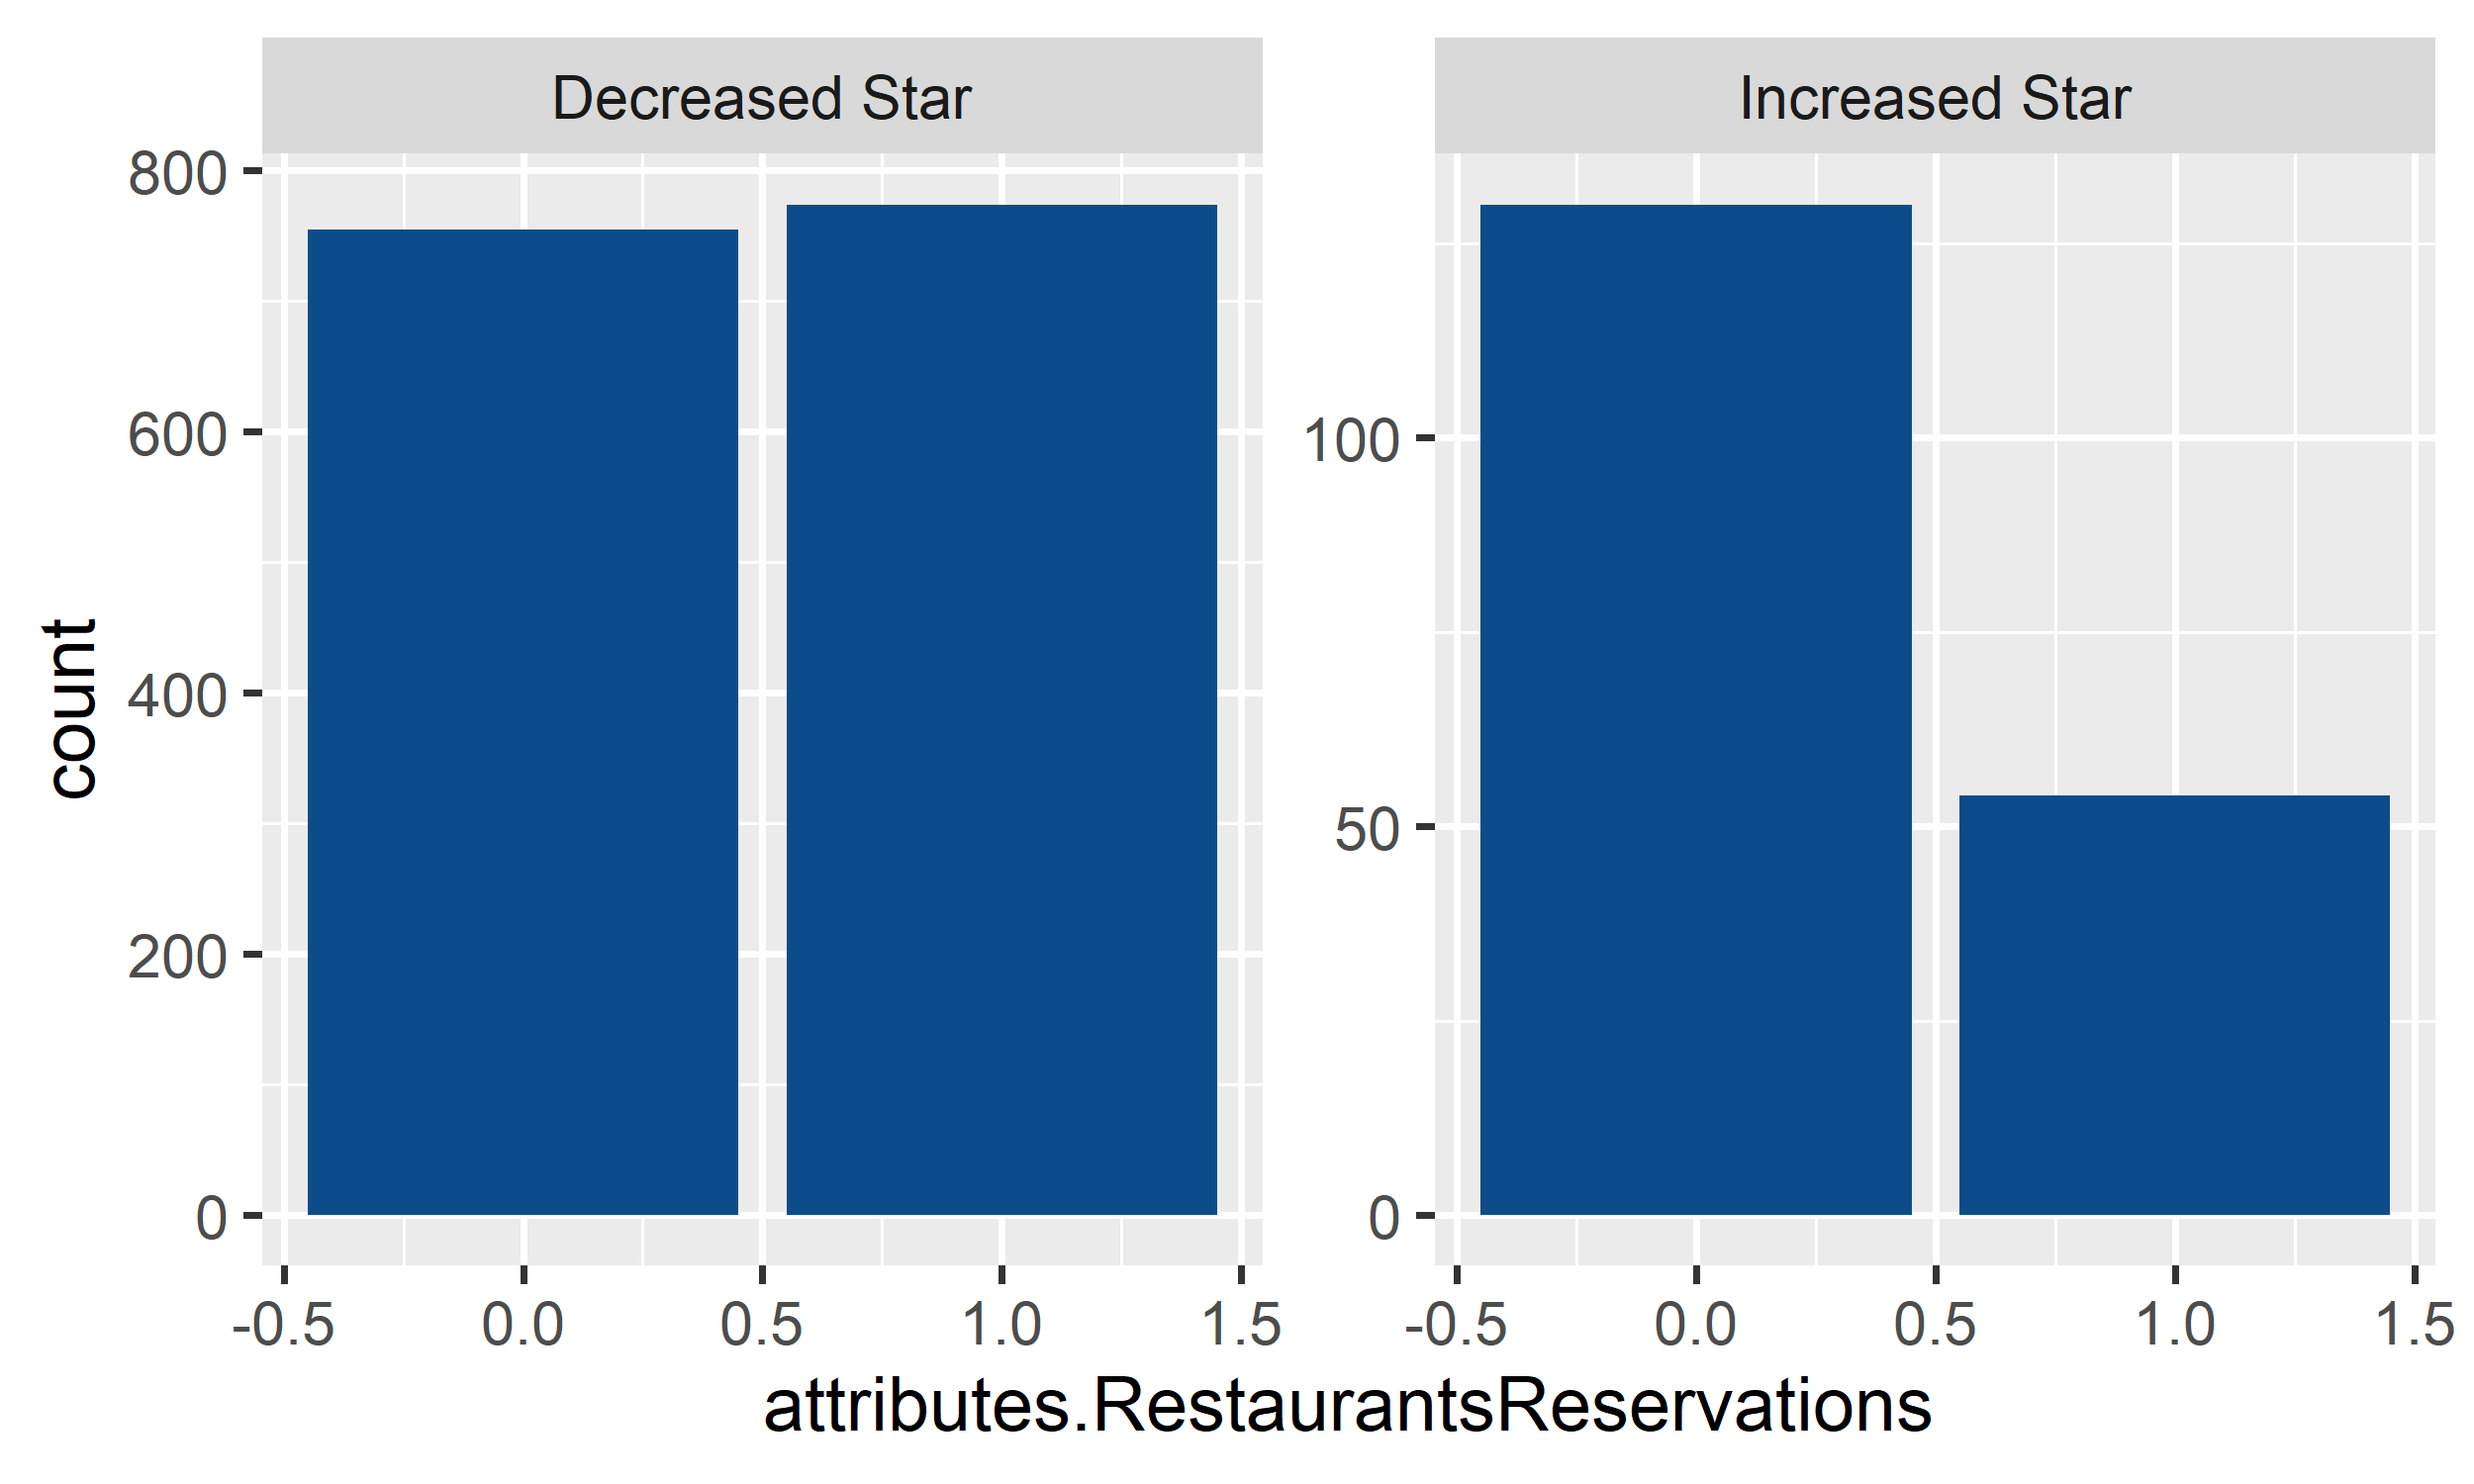 Decreased Star
Increased Star
800
600
400
200
0
100
50
0
count
-0.5 0.0 0.5 1.0 1.5
-0.5 0.0 0.5 1.0 1.5
attributes.RestaurantsReservations